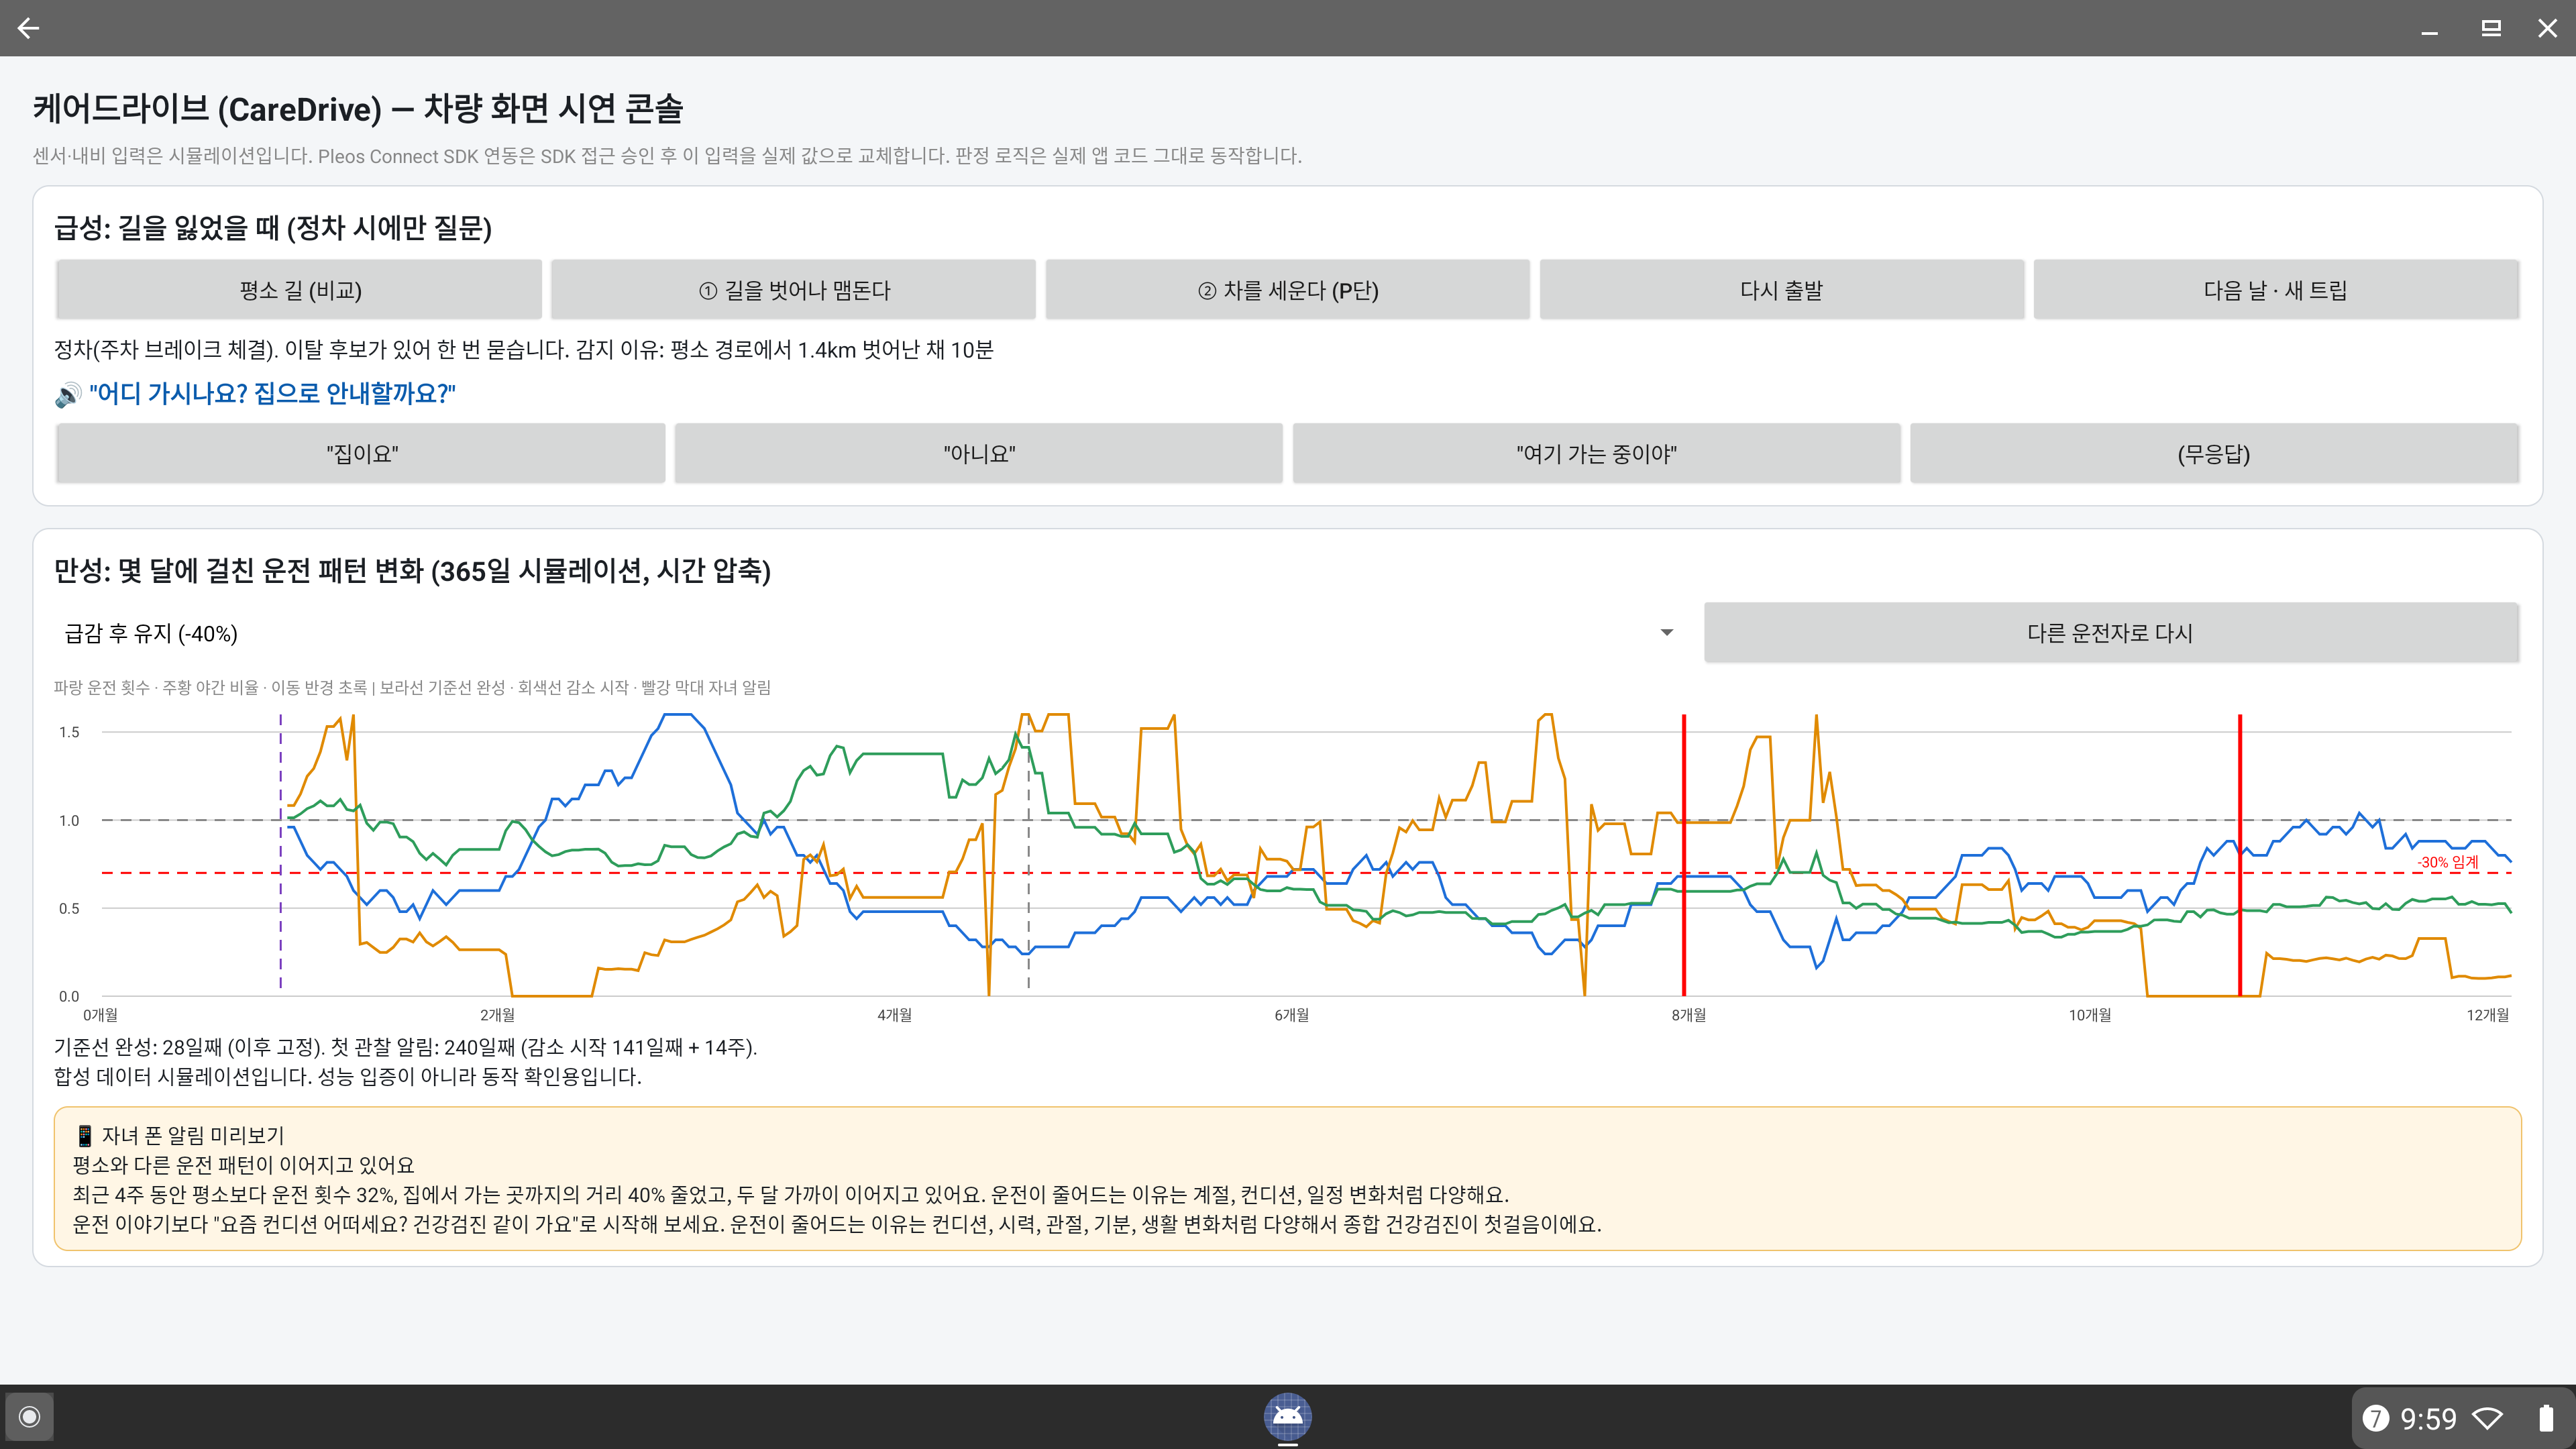 케어드라이브 (CareDrive) — 차량 화면 시연 콘솔
센서·내비 입력은 시뮬레이션입니다. Pleos Connect SDK 연동은 SDK 접근 승인 후 이 입력을 실제 값으로 교체합니다. 판정 로직은 실제 앱 코드 그대로 동작합니다.
급성: 길을 잃었을 때 (정차 시에만 질문)
평소 길 (비교)
① 길을 벗어나 맴돈다
② 차를 세운다 (P단)
다시 출발
다음 날 · 새 트립
정차(주차 브레이크 체결). 이탈 후보가 있어 한 번 묻습니다. 감지 이유: 평소 경로에서 1.4km 벗어난 채 10분
🔊 "어디 가시나요? 집으로 안내할까요?"
"집이요"
"아니요"
"여기 가는 중이야"
(무응답)
만성: 몇 달에 걸친 운전 패턴 변화 (365일 시뮬레이션, 시간 압축)
급감 후 유지 (-40%)
다른 운전자로 다시
파랑 운전 횟수 · 주황 야간 비율 · 이동 반경 초록 | 보라선 기준선 완성 · 회색선 감소 시작 · 빨강 막대 자녀 알림
1.5
1.0
-30% 임계
0.5
0.0
0개월
2개월
4개월
6개월
8개월
10개월
12개월
기준선 완성: 28일째 (이후 고정). 첫 관찰 알림: 240일째 (감소 시작 141일째 + 14주).
합성 데이터 시뮬레이션입니다. 성능 입증이 아니라 동작 확인용입니다.
📱 자녀 폰 알림 미리보기
평소와 다른 운전 패턴이 이어지고 있어요
최근 4주 동안 평소보다 운전 횟수 32%, 집에서 가는 곳까지의 거리 40% 줄었고, 두 달 가까이 이어지고 있어요. 운전이 줄어드는 이유는 계절, 컨디션, 일정 변화처럼 다양해요.
운전 이야기보다 "요즘 컨디션 어떠세요? 건강검진 같이 가요"로 시작해 보세요. 운전이 줄어드는 이유는 컨디션, 시력, 관절, 기분, 생활 변화처럼 다양해서 종합 건강검진이 첫걸음이에요.
7 9:59